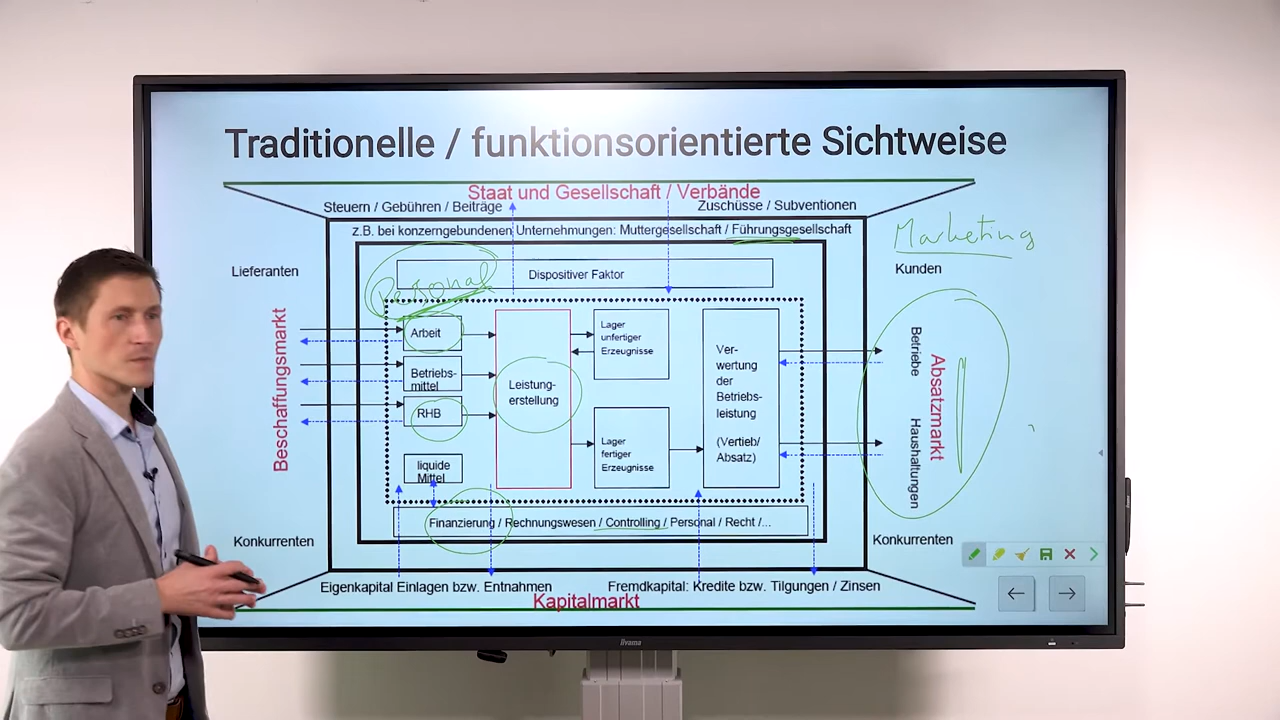 Traditionelle / funktionsorientierte Sichtweise
Staat und Gesellschaft / Verbände
Steuern / Gebühren / Beiträge
Zuschüsse / Subventionen
z.B. bei konzerngebundenen Unternehmungen: Muttergesellschaft / Führungsgesellschaft
Marketing
Lieferanten
Personal
Dispositiver Faktor
Kunden
Beschaffungsmarkt
Arbeit
Betriebs-
mittel
RHB
liquide
Mittel
Leistung-
erstellung
Lager
unfertiger
Erzeugnisse
Lager
fertiger
Erzeugnisse
Ver-
wertung
der
Betriebs-
leistung
(Vertieb/
Absatz)
Betriebe
Haushaltungen
Absatzmarkt
Finanzierung / Rechnungswesen / Controlling / Personal / Recht /...
Konkurrenten
Konkurrenten
Eigenkapital Einlagen bzw. Entnahmen
Fremdkapital: Kredite bzw. Tilgungen / Zinsen
Kapitalmarkt
iiyama